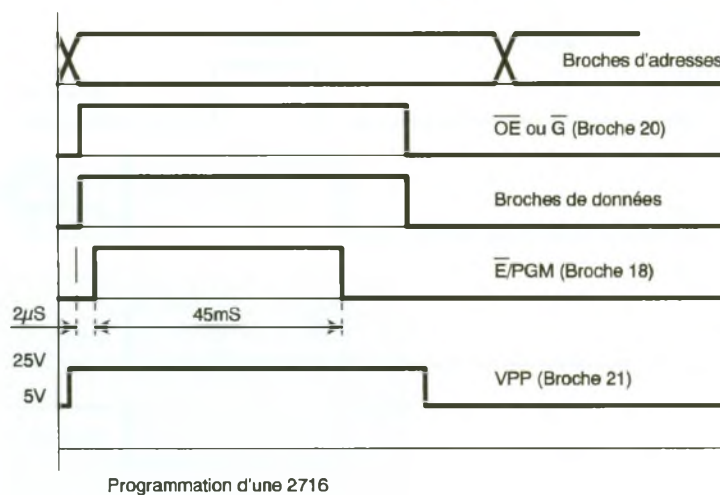 Broches d'adresses
OE ou G (Broche 20)
Broches de données
E/PGM (Broche 18)
2µS
45mS
25V
5V
VPP (Broche 21)
Programmation d'une 2716